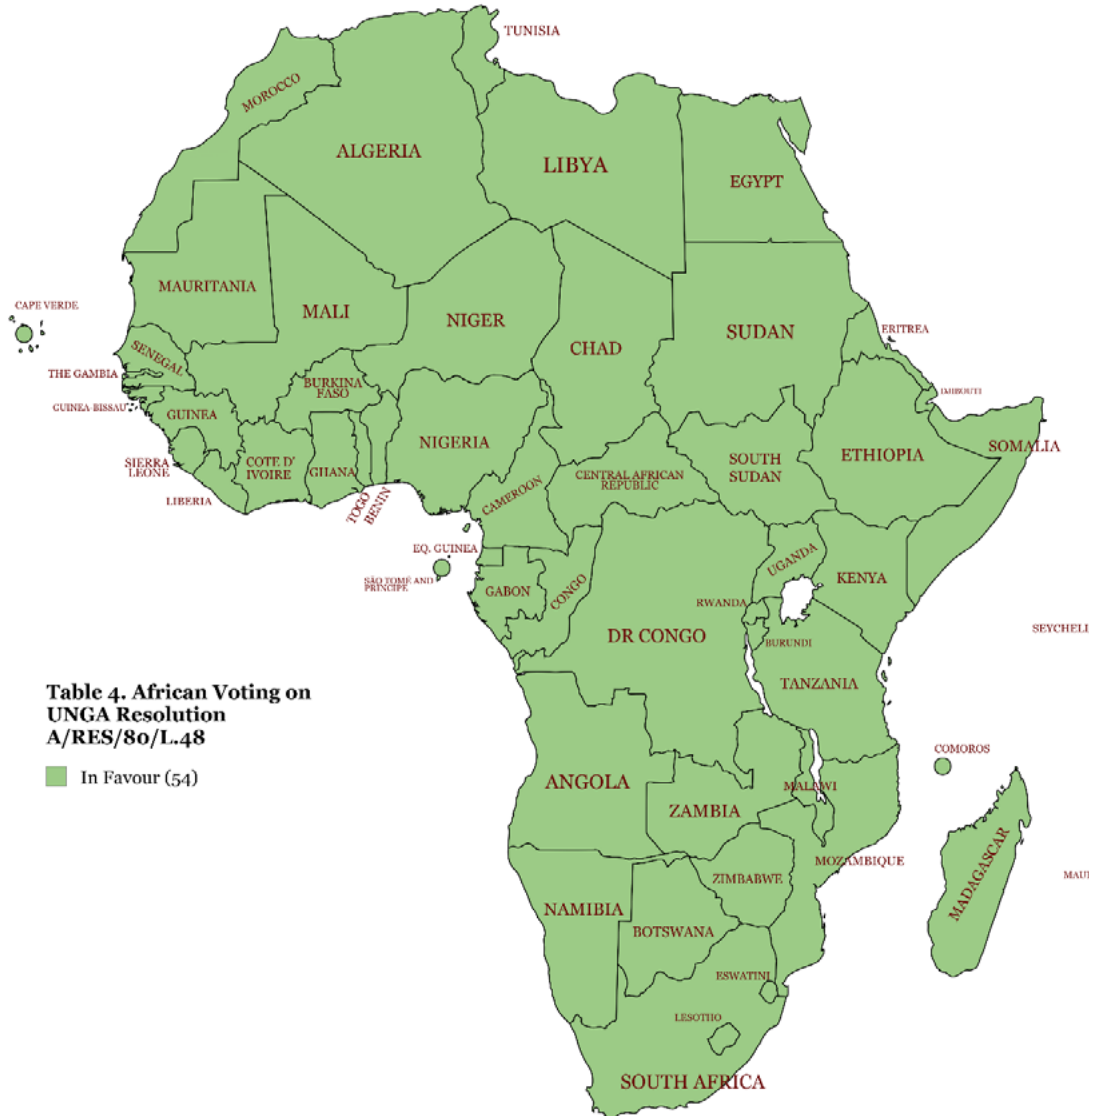 TUNISIA
MOROCCO
ALGERIA
LIBYA
EGYPT
MAURITANIA
MALI
NIGER
CHAD
SUDAN
CAPE VERDE
ERITREA
SENEGAL
THE GAMBIA
BURKINA
FASO
DJIBOUTI
GUINEA-BISSAU
GUINEA
NIGERIA
SOMALIA
ETHIOPIA
SIERRA
LEONE
COTE D'
IVOIRE
GHANA
SOUTH
SUDAN
CENTRAL AFRICAN
REPUBLIC
LIBERIA
TOGO
BENIN
CAMEROON
EQ. GUINEA
UGANDA
KENYA
SÃO TOMÉ AND
PRINCIPE
GABON
CONGO
RWANDA
DR CONGO
BURUNDI
SEYCHELL
TANZANIA
Table 4. African Voting on
UNGA Resolution
A/RES/80/L.48
In Favour (54)
COMOROS
ANGOLA
MALAWI
ZAMBIA
MOZAMBIQUE
MADAGASCAR
MAUI
ZIMBABWE
NAMIBIA
BOTSWANA
ESWATINI
LESOTHO
SOUTH AFRICA